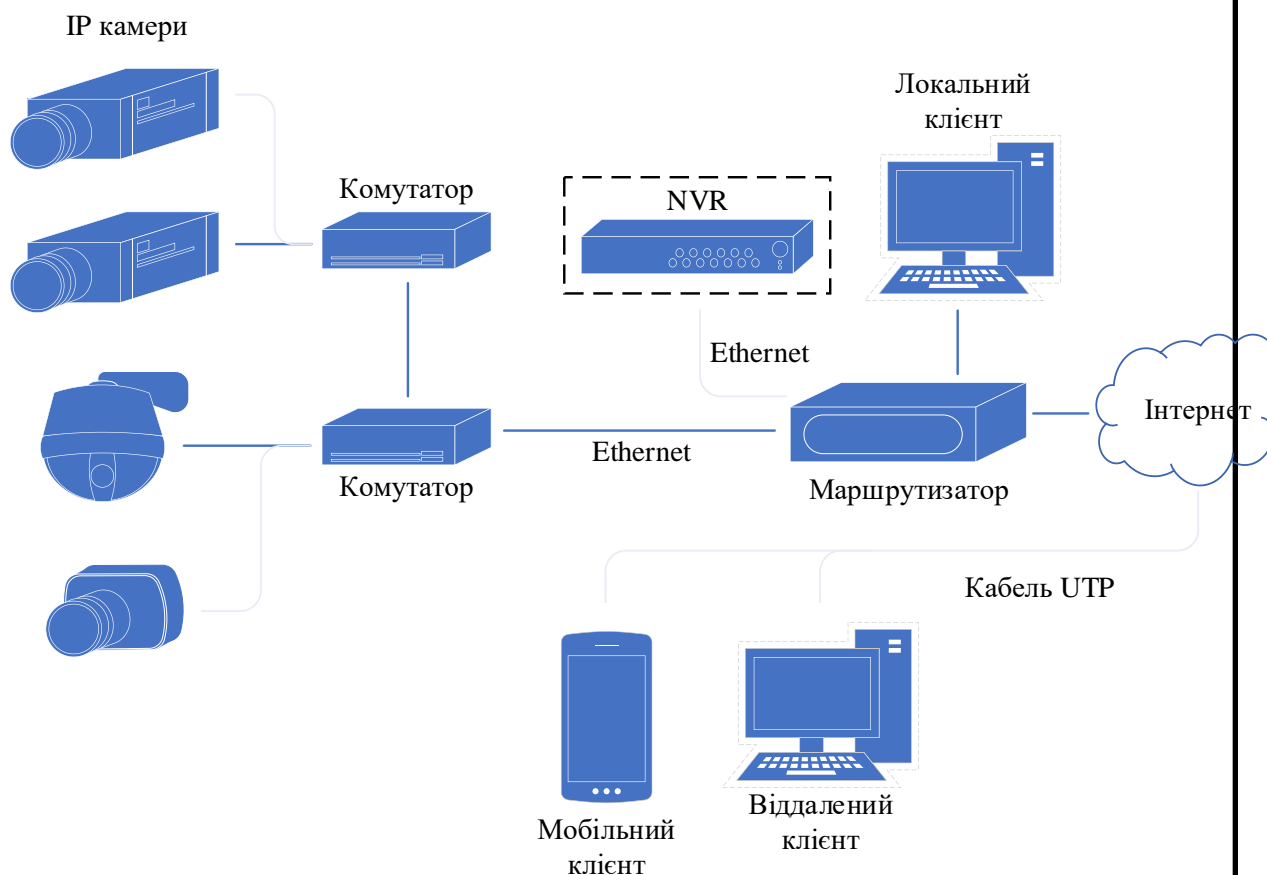 IP камери
Локальний
клієнт
Комутатор
NVR
Ethernet
Інтернет
Ethernet
Комутатор
Маршрутизатор
Кабель UTP
Віддалений
клієнт
Мобільний
клієнт